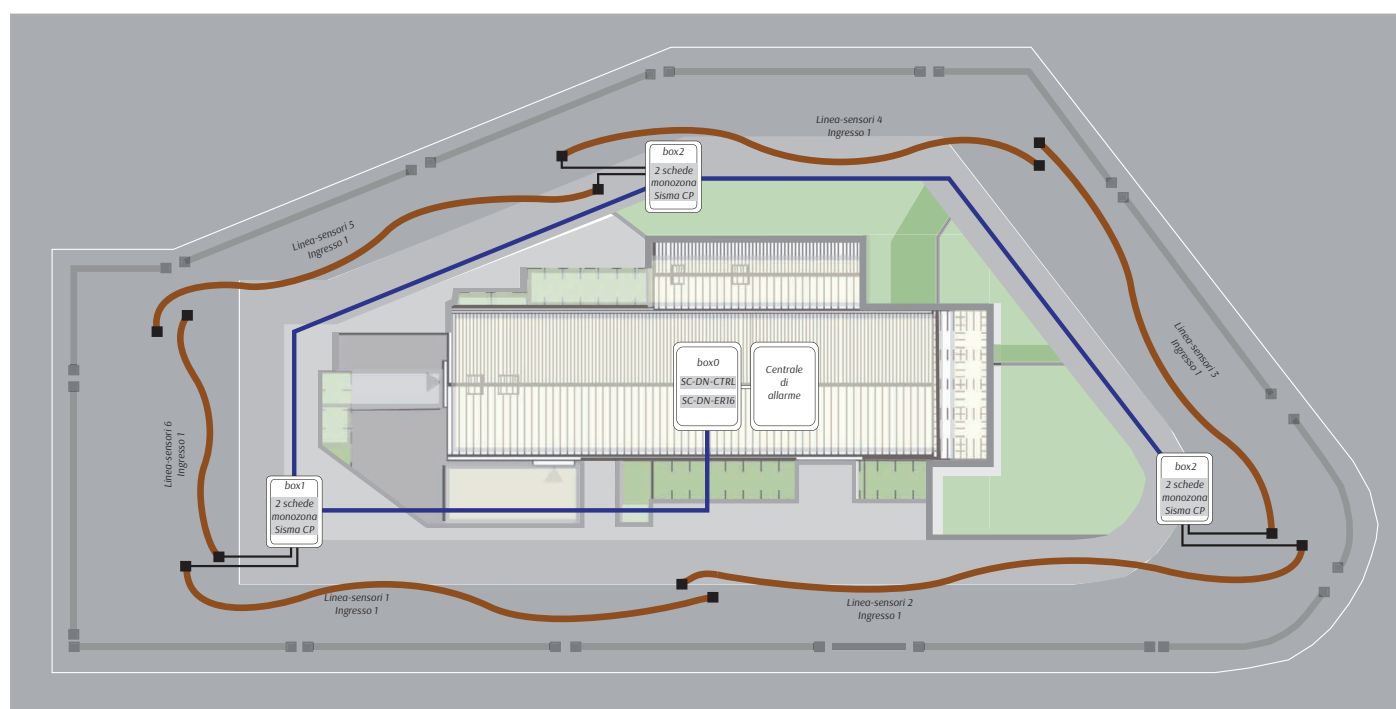 Linea-sensori 4
Ingresso 1
box2
2 schede
monozona
Sisma CP
Linea-sensori 5
Ingresso 1
Linea-sensori 3
Ingresso 1
box0
SC-DN-CTRL
SC-DN-ER16
Centrale
di
allarme
Linea-sensori 6
Ingresso 1
box1
2 schede
monozona
Sisma CP
box2
2 schede
monozona
Sisma CP
Linea-sensori 1
Ingresso 1
Linea-sensori 2
Ingresso 1